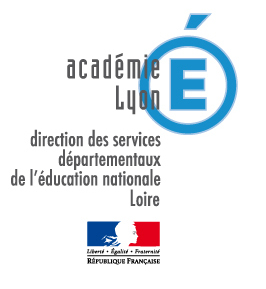 académie
Lyon
É
direction des services
départementaux
de l'éducation nationale
Loire
Liberté • Égalité • Fraternité
RÉPUBLIQUE FRANÇAISE